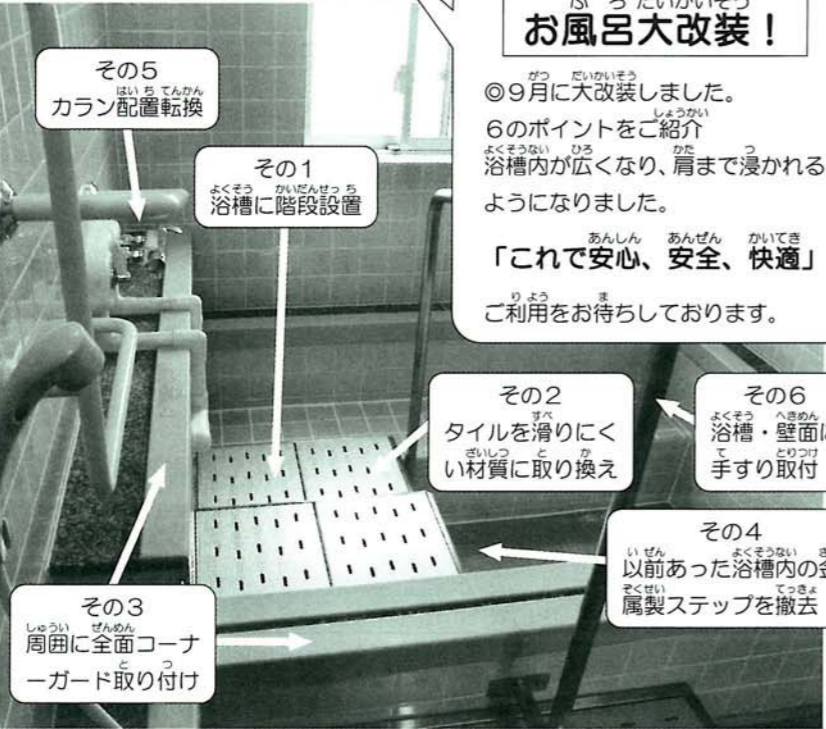 お風呂大改装！
◎9月に大改装しました。
6のポイントをご紹介
浴槽内が広くなり、肩まで浸かれる
ようになりました。
「これで安心、安全、快適」
ご利用をお待ちしております。
その5
カラン配置転換
その1
浴槽に階段設置
その2
タイルを滑りにく
い材質に取り換え
その6
浴槽・壁面に
手すり取付
その4
以前あった浴槽内の金
属製ステップを撤去
その3
周囲に全面コーナ
ーガード取り付け